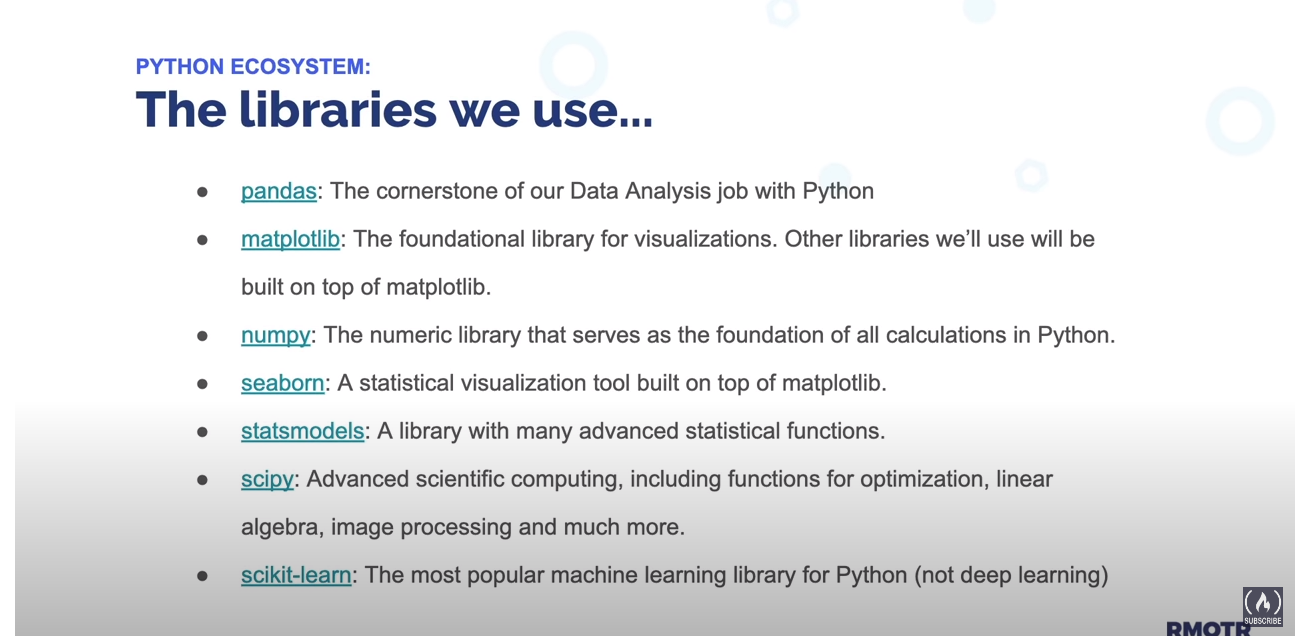 PYTHON ECOSYSTEM:
The libraries we use...
● pandas: The cornerstone of our Data Analysis job with Python
● matplotlib: The foundational library for visualizations. Other libraries we’ll use will be
built on top of matplotlib.
● numpy: The numeric library that serves as the foundation of all calculations in Python.
● seaborn: A statistical visualization tool built on top of matplotlib.
● statsmodels: A library with many advanced statistical functions.
● scipy: Advanced scientific computing, including functions for optimization, linear
algebra, image processing and much more.
● scikit-learn: The most popular machine learning library for Python (not deep learning)
SUBSCRIBE
RMOTR